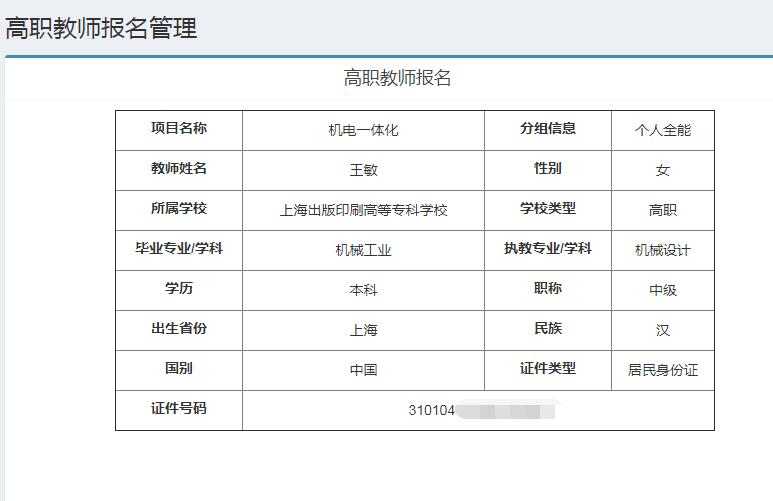 高职教师报名管理
高职教师报名
项目名称 机电一体化 分组信息 个人全能
教师姓名 王敏 性别 女
所属学校 上海出版印刷高等专科学校 学校类型 高职
毕业专业/学科 机械工业 执教专业/学科 机械设计
学历 本科 职称 中级
出生省份 上海 民族 汉
国别 中国 证件类型 居民身份证
证件号码 310104